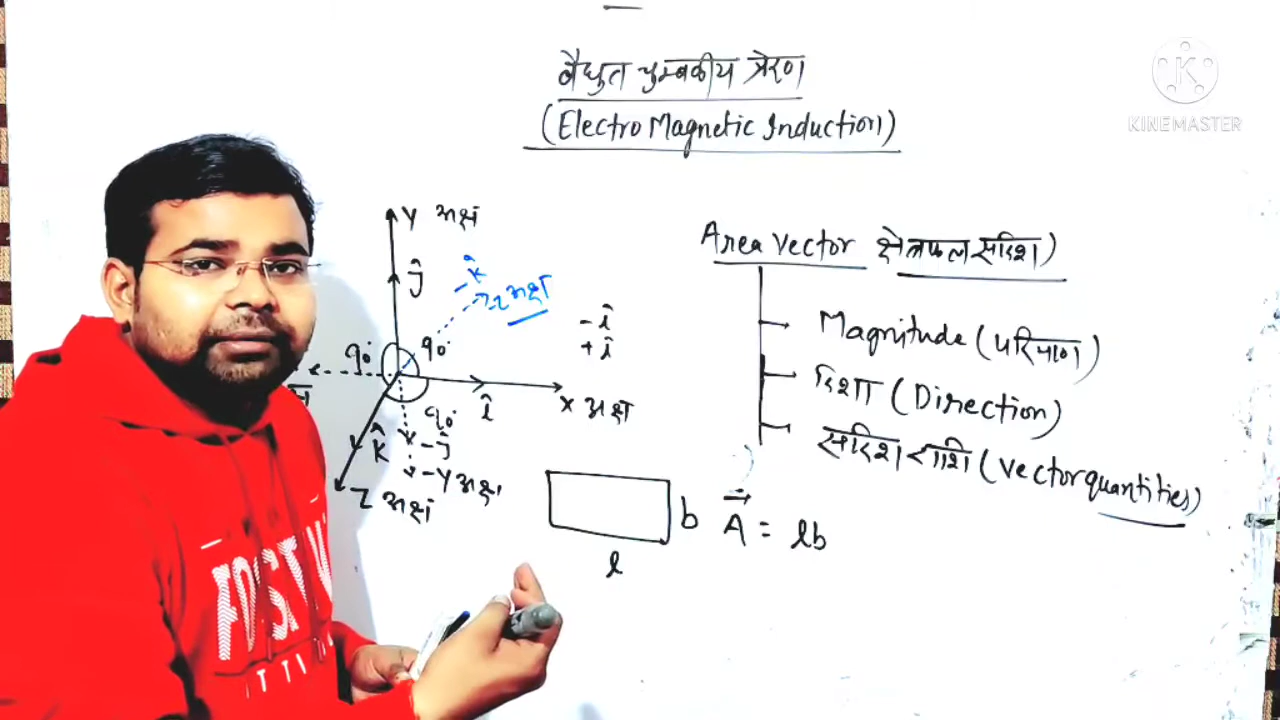 वैधुत चुम्बकीय प्रेरण
(Electro Magnetic Induction)
KINEMASTER
Y अक्ष
ĵ
k̂
-Z अक्ष
90°
90°
90°
î
X अक्ष
k̂
-ĵ
-Y अक्ष
Z अक्ष
-î
+î
Area Vector क्षेत्रफल सदिश)
Magnitude (परिमाण)
दिशा (Direction)
सदिश राशि (Vector quantities)
b
l
A⃗ = lb